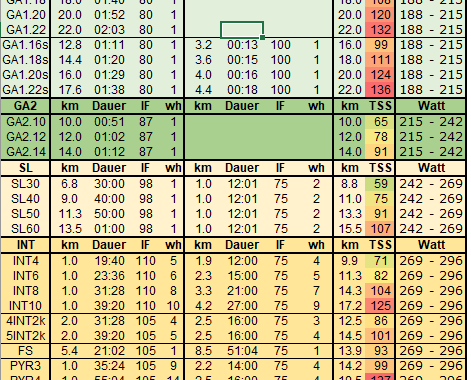 GA1.18 18.0 01:40 80 1 18.0 108 188 - 215
GA1.20 20.0 01:52 80 1 20.0 120 188 - 215
GA1.22 22.0 02:03 80 1 22.0 132 188 - 215
GA1.16s 12.8 01:11 80 1 3.2 00:13 100 1 16.0 99 188 - 215
GA1.18s 14.4 01:20 80 1 3.6 00:15 100 1 18.0 111 188 - 215
GA1.20s 16.0 01:29 80 1 4.0 00:16 100 1 20.0 124 188 - 215
GA1.22s 17.6 01:38 80 1 4.4 00:18 100 1 22.0 136 188 - 215
GA2 km Dauer IF wh km TSS Watt
GA2.10 10.0 00:51 87 1 10.0 65 215 - 242
GA2.12 12.0 01:02 87 1 12.0 78 215 - 242
GA2.14 14.0 01:12 87 1 14.0 91 215 - 242
SL km Dauer IF wh km Dauer IF wh km TSS Watt
SL30 6.8 30:00 98 1 1.0 12:01 75 2 8.8 59 242 - 269
SL40 9.0 40:00 98 1 1.0 12:01 75 2 11.0 75 242 - 269
SL50 11.3 50:00 98 1 1.0 12:01 75 2 13.3 91 242 - 269
SL60 13.5 01:00 98 1 1.0 12:01 75 2 15.5 107 242 - 269
INT km Dauer IF wh km Dauer IF wh km TSS Watt
INT4 1.0 19:40 110 5 1.9 12:00 75 4 9.9 71 269 - 296
INT6 1.0 23:36 110 6 2.3 15:00 75 5 11.3 82 269 - 296
INT8 1.0 31:28 110 8 3.3 21:00 75 7 14.3 104 269 - 296
INT10 1.0 39:20 110 10 4.2 27:00 75 9 17.2 125 269 - 296
4INT2k 2.0 31:28 105 4 2.5 16:00 75 3 12.5 86 269 - 296
5INT2k 2.0 39:20 105 5 2.5 16:00 75 4 14.5 101 269 - 296
FS 5.4 21:02 105 1 8.5 51:04 75 1 13.9 93 269 - 296
PYR3 1.0 35:24 105 9 2.2 14:00 75 4 14.2 99 269 - 296